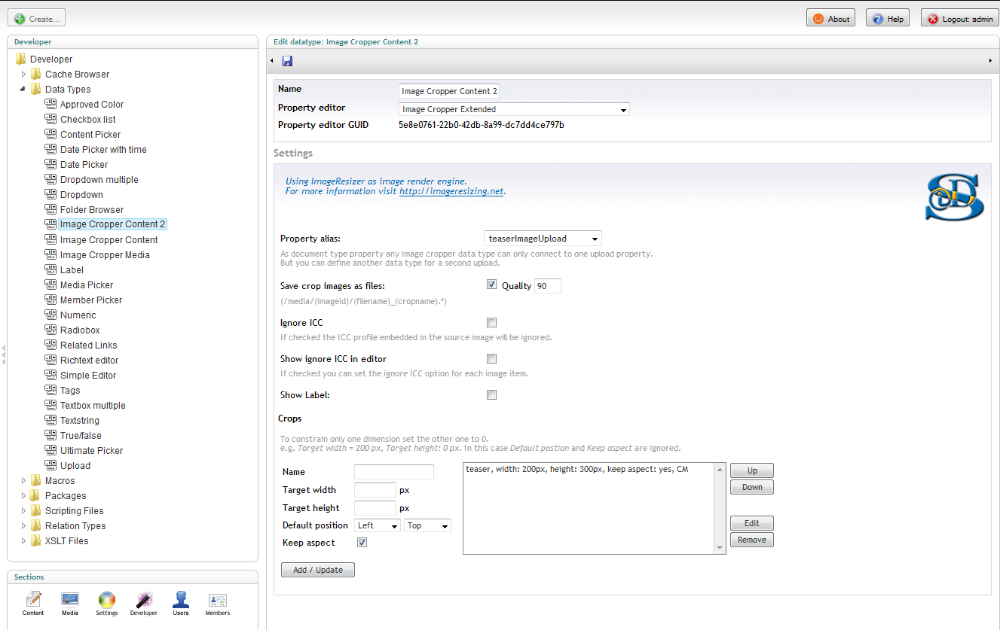 Create...
About
Help
Logout: admin
Developer
Developer
Cache Browser
Data Types
Approved Color
Checkbox list
Content Picker
Date Picker with time
Date Picker
Dropdown multiple
Dropdown
Folder Browser
Image Cropper Content 2
Image Cropper Content
Image Cropper Media
Label
Media Picker
Member Picker
Numeric
Radiobox
Related Links
Richtext editor
Simple Editor
Tags
Textbox multiple
Textstring
True/false
Ultimate Picker
Upload
Macros
Packages
Scripting Files
Relation Types
XSLT Files
Sections
Content
Media
Settings
Developer
Users
Members
Edit datatype: Image Cropper Content 2
Name
Image Cropper Content 2
Property editor
Image Cropper Extended
Property editor GUID
5e8e0761-22b0-42db-8a99-dc7dd4ce797b
Settings
Using ImageResizer as image render engine.
For more information visit http://imageresizing.net.
Property alias:
teaserImageUpload
As document type property any image cropper data type can only connect to one upload property.
But you can define another data type for a second upload.
Save crop images as files:
Quality 90
(/media/(imageid)/(filename)_(cropname).*)
Ignore ICC
If checked the ICC profile embedded in the source image will be ignored.
Show ignore ICC in editor
If checked you can set the ignore ICC option for each image item.
Show Label:
Crops
To constrain only one dimension set the other one to 0.
e.g. Target width = 200 px, Target height: 0 px. In this case Default postion and Keep aspect are ignored.
Name
Target width px
Target height px
Default position Left Top
Keep aspect
Add / Update
teaser, width: 200px, height: 300px, keep aspect: yes, CM
Up
Down
Edit
Remove